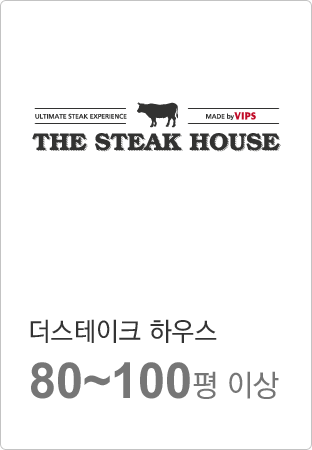 ULTIMATE STEAK EXPERIENCE MADE by VIPS
THE STEAK HOUSE
더스테이크 하우스
80~100평 이상